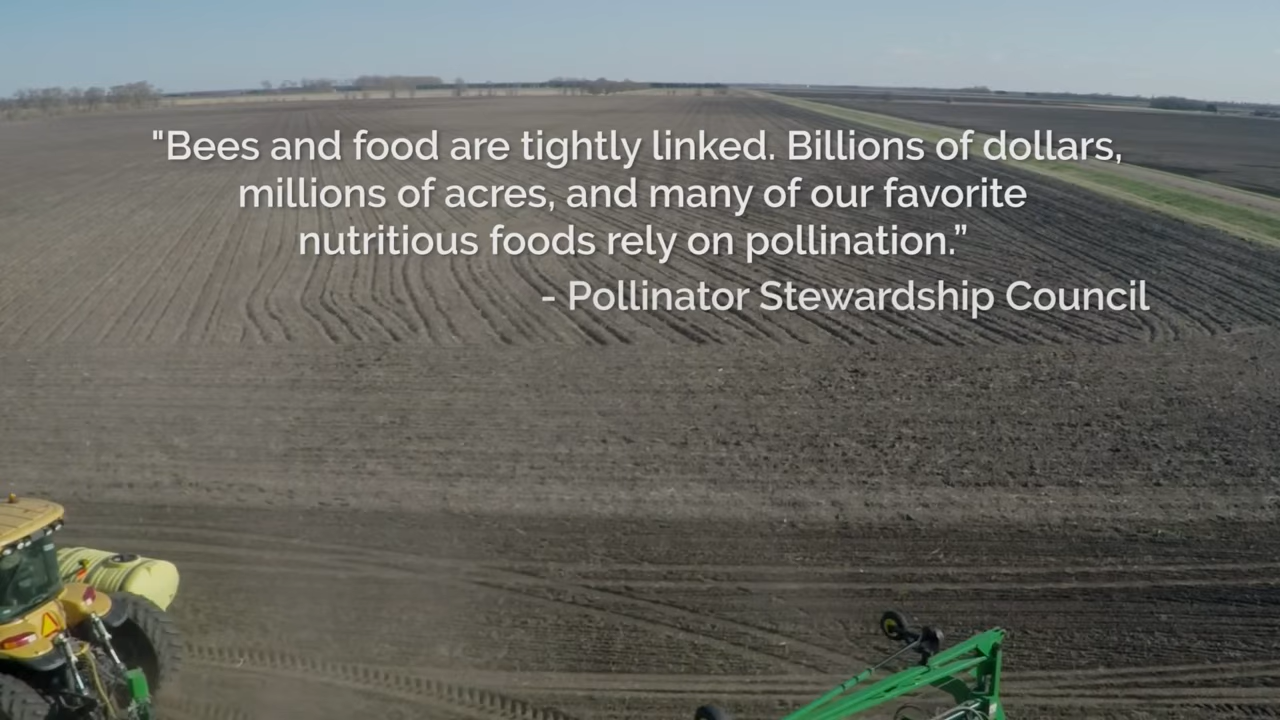 "Bees and food are tightly linked. Billions of dollars,
millions of acres, and many of our favorite
nutritious foods rely on pollination.”
- Pollinator Stewardship Council